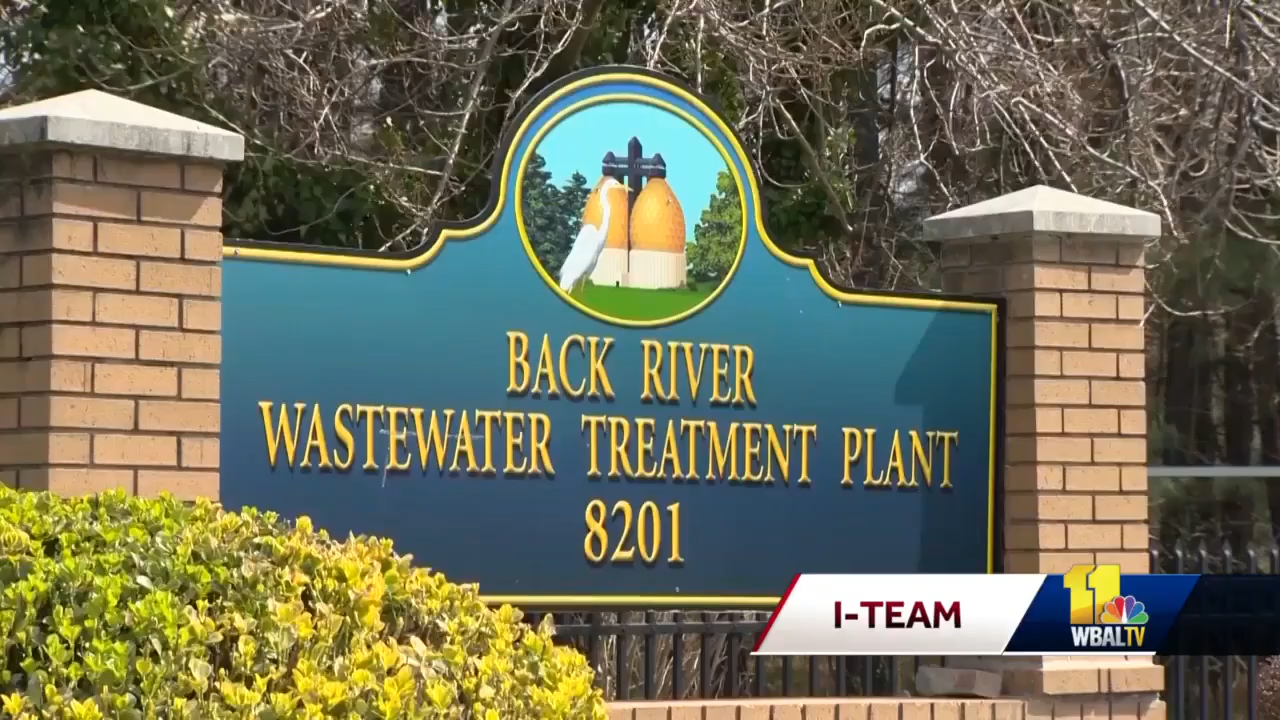 BACK RIVER
WASTEWATER TREATMENT PLANT
8201
I-TEAM
11
WBALTV